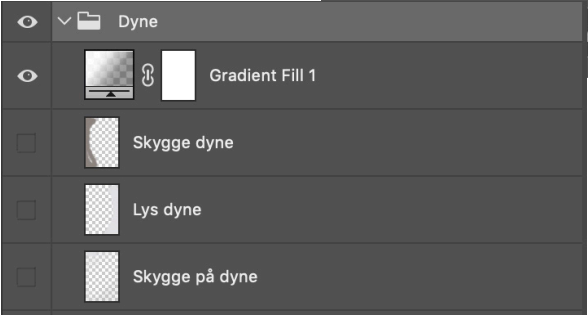 Dyne
Gradient Fill 1
Skygge dyne
Lys dyne
Skygge på dyne